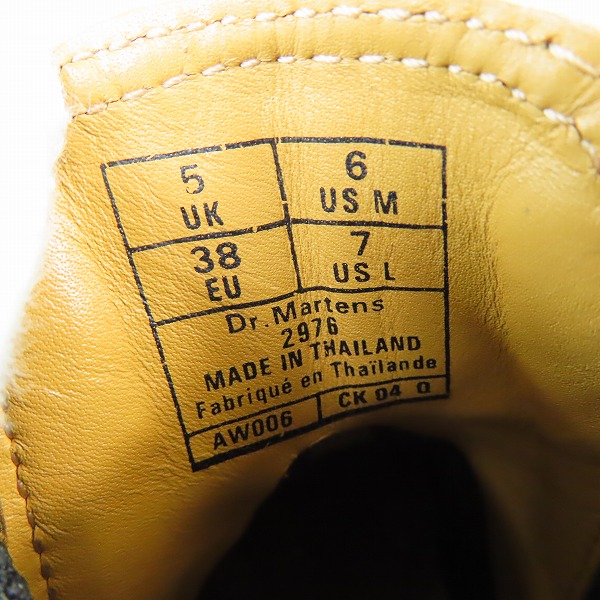 5
UK
6
US M
38
EU
7
US L
Dr. Martens
2976
MADE IN THAILAND
Fabriqué en Thaïlande
AW006
CK 04 Q